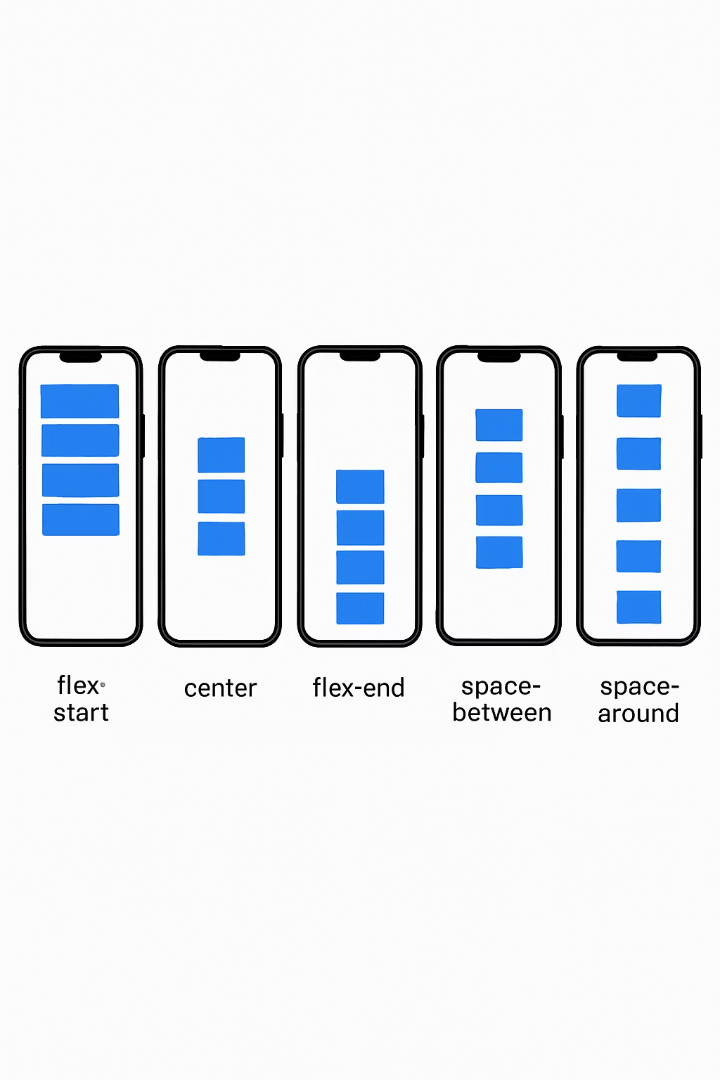 flex-
start
center
flex-end
space-
between
space-
around